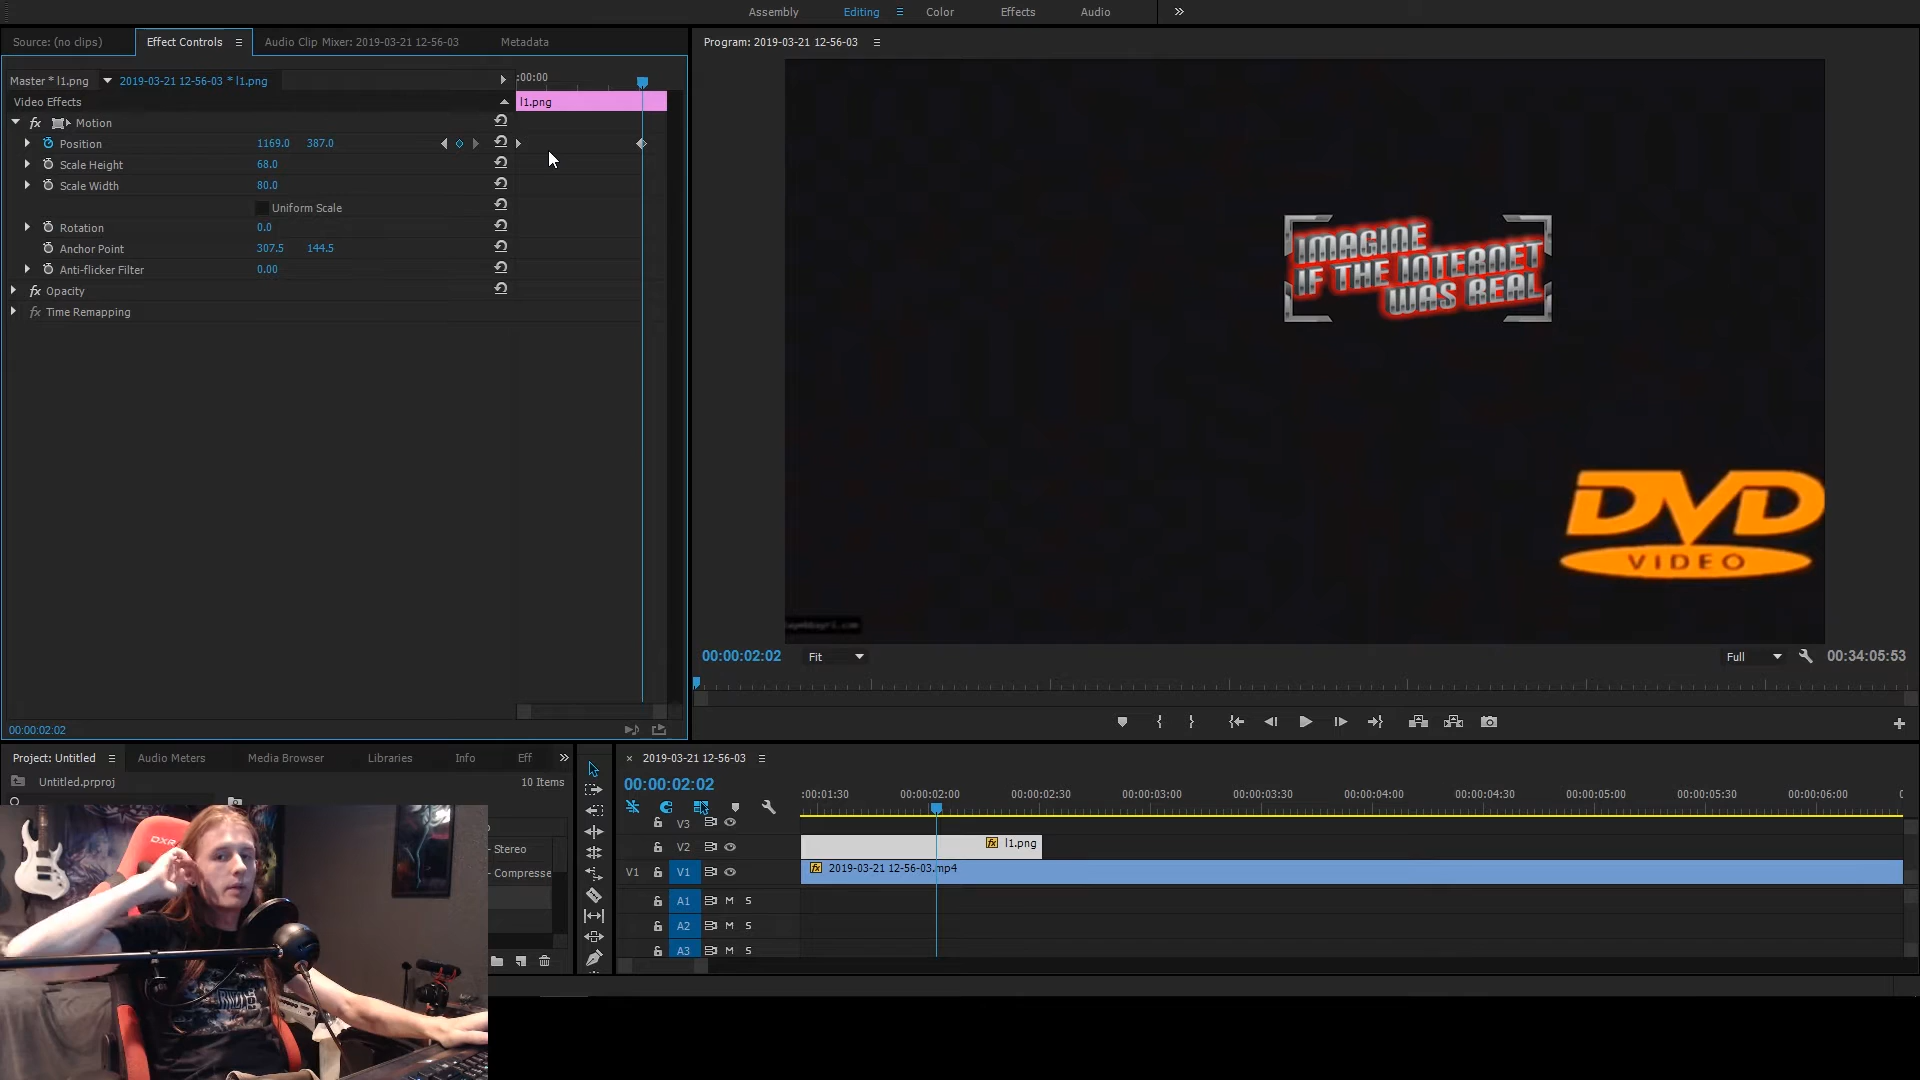 Assembly Editing Color Effects Audio
Source: (no clips) Effect Controls Audio Clip Mixer: 2019-03-21 12-56-03 Metadata
Program: 2019-03-21 12-56-03
Master * l1.png 2019-03-21 12-56-03 * l1.png :00:00
Video Effects l1.png
fx Motion
Position 1169.0 387.0
Scale Height 68.0
Scale Width 80.0
Uniform Scale
Rotation 0.0
Anchor Point 307.5 144.5
Anti-flicker Filter 0.00
fx Opacity
fx Time Remapping
IMAGINE
IF THE INTERNET
WAS REAL
DVD
VIDEO
00:00:02:02 Fit Full 00:34:05:53
00:00:02:02
Project: Untitled Audio Meters Media Browser Libraries Info Eff
Untitled.prproj 10 Items
- Stereo
- Compresse
DXR
× 2019-03-21 12-56-03
00:00:02:02
:00:01:30 00:00:02:00 00:00:02:30 00:00:03:00 00:00:03:30 00:00:04:00 00:00:04:30 00:00:05:00 00:00:05:30 00:00:06:00
V3
V2 fx l1.png
V1 V1 fx 2019-03-21 12-56-03.mp4
A1 M S
A2 M S
A3 M S